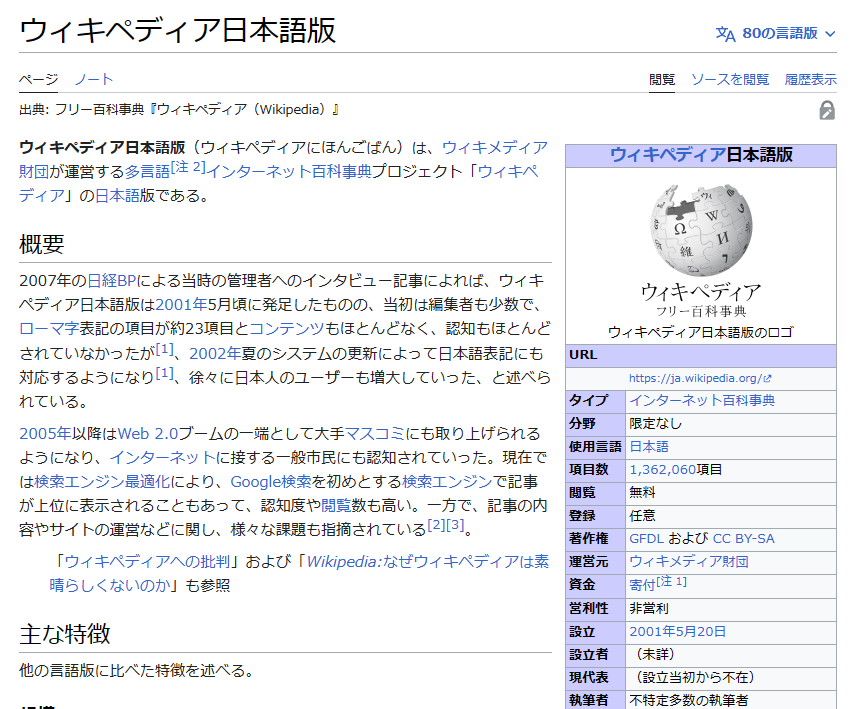 ウィキペディア日本語版
80の言語版
ページ ノート
閲覧 ソースを閲覧 履歴表示
出典: フリー百科事典『ウィキペディア（Wikipedia）』
ウィキペディア日本語版（ウィキペディアにほんごばん）は、ウィキメディア
財団が運営する多言語[注 2]インターネット百科事典プロジェクト「ウィキペ
ディア」の日本語版である。
概要
2007年の日経BPによる当時の管理者へのインタビュー記事によれば、ウィキ
ペディア日本語版は2001年5月頃に発足したものの、当初は編集者も少数で、
ローマ字表記の項目が約23項目とコンテンツもほとんどなく、認知もほとんど
されていなかったが[1]、2002年夏のシステムの更新によって日本語表記にも
対応するようになり[1]、徐々に日本人のユーザーも増大していった、と述べら
れている。
2005年以降はWeb 2.0ブームの一端として大手マスコミにも取り上げられる
ようになり、インターネットに接する一般市民にも認知されていった。現在で
は検索エンジン最適化により、Google検索を初めとする検索エンジンで記事
が上位に表示されることもあって、認知度や閲覧数も高い。一方で、記事の内
容やサイトの運営などに関し、様々な課題も指摘されている[2][3]。
「ウィキペディアへの批判」および「Wikipedia:なぜウィキペディアは素
晴らしくないのか」も参照
主な特徴
他の言語版に比べた特徴を述べる。
ウィキペディア日本語版
Ω W И 維 ウィ
ウィキペディア
フリー百科事典
ウィキペディア日本語版のロゴ
URL
https://ja.wikipedia.org/
タイプ インターネット百科事典
分野 限定なし
使用言語 日本語
項目数 1,362,060項目
閲覧 無料
登録 任意
著作権 GFDL および CC BY-SA
運営元 ウィキメディア財団
資金 寄付[注 1]
営利性 非営利
設立 2001年5月20日
設立者 （未詳）
現代表 （設立当初から不在）
執筆者 不特定多数の執筆者